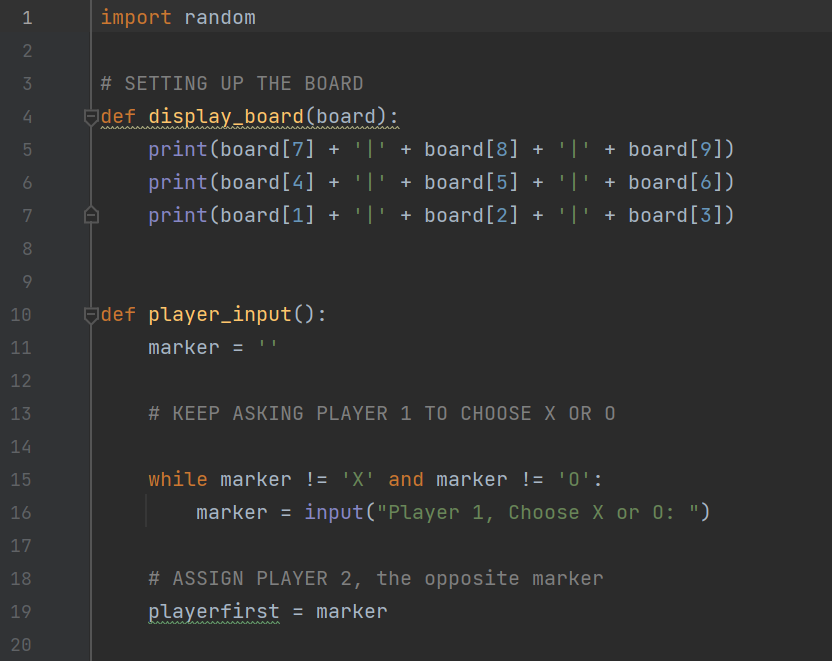 1 import random
2
3 # SETTING UP THE BOARD
4 def display_board(board):
5     print(board[7] + '|' + board[8] + '|' + board[9])
6     print(board[4] + '|' + board[5] + '|' + board[6])
7     print(board[1] + '|' + board[2] + '|' + board[3])
8
9
10 def player_input():
11     marker = ''
12
13     # KEEP ASKING PLAYER 1 TO CHOOSE X OR O
14
15     while marker != 'X' and marker != 'O':
16         marker = input("Player 1, Choose X or O: ")
17
18     # ASSIGN PLAYER 2, the opposite marker
19     playerfirst = marker
20